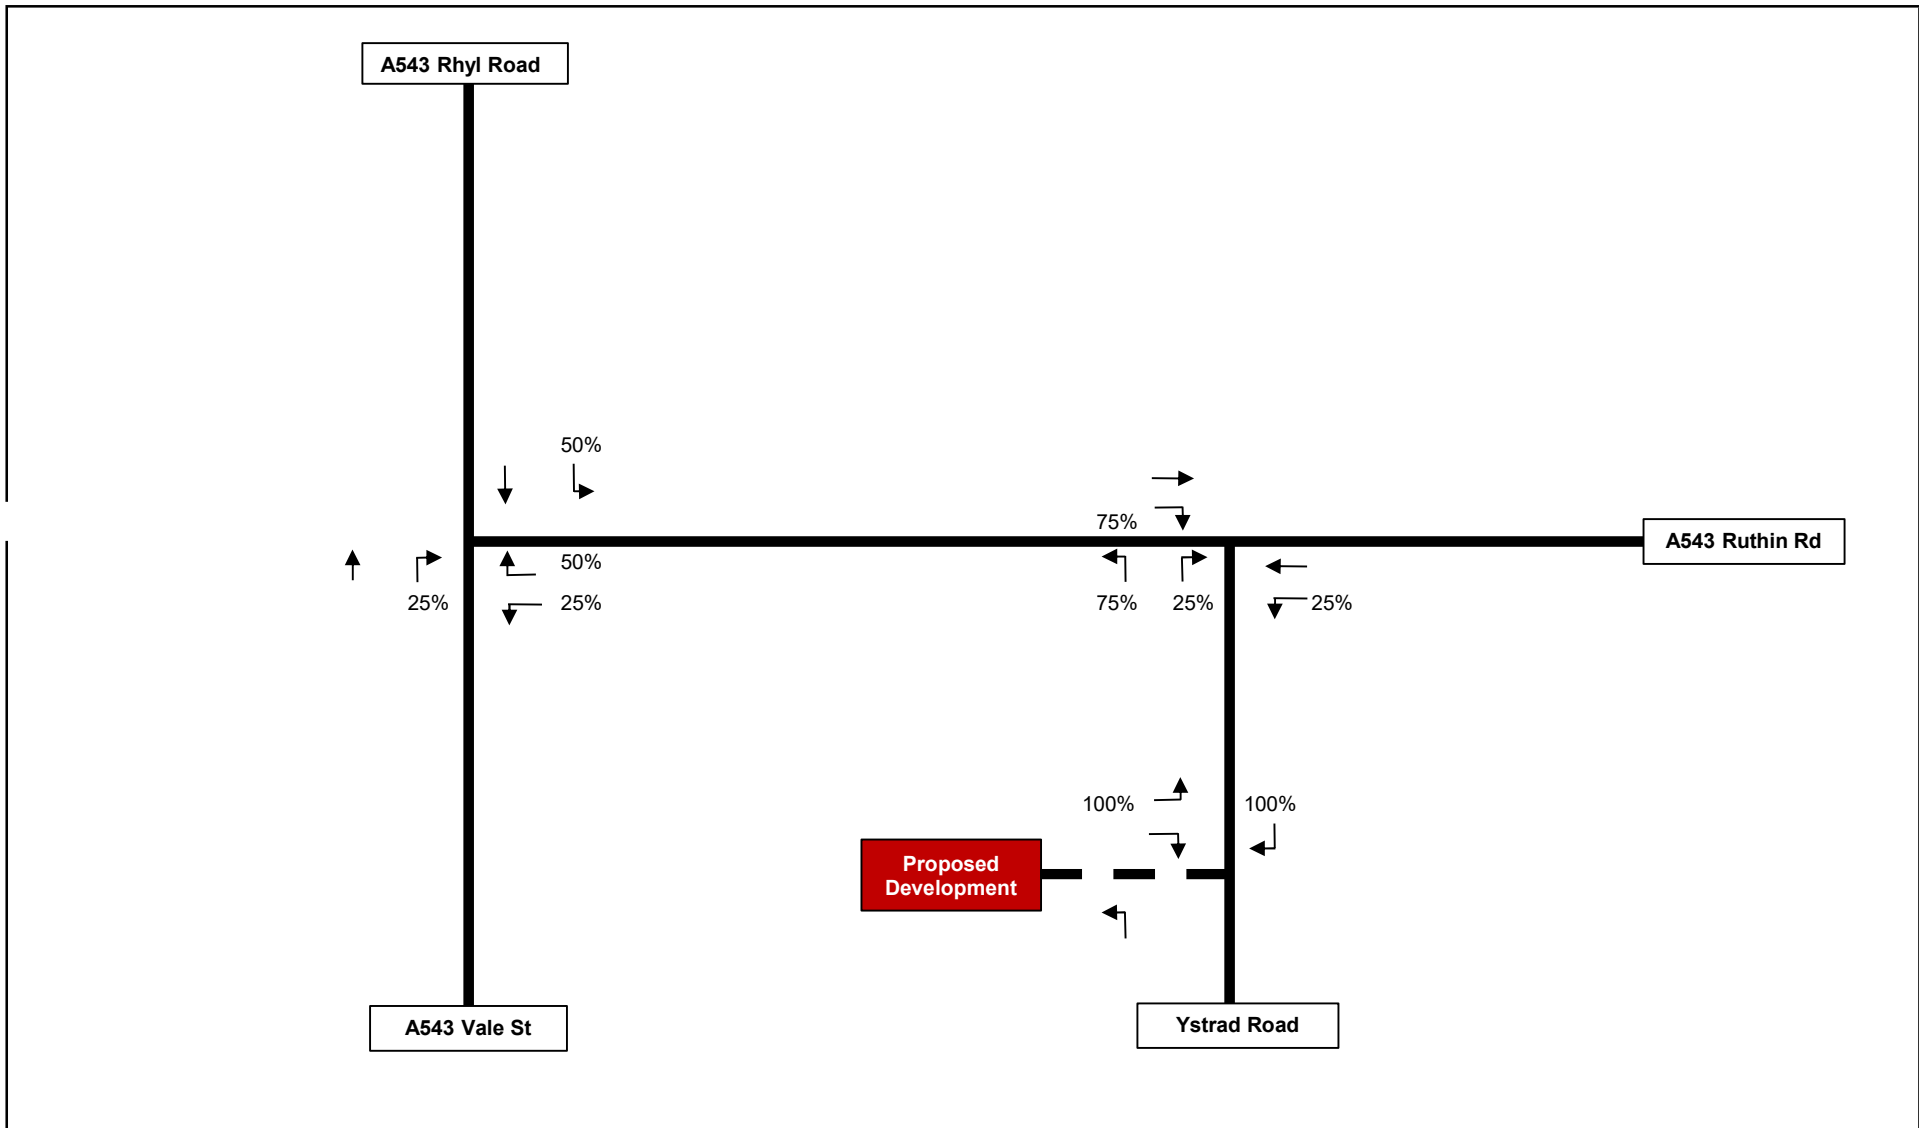 A543 Rhyl Road
50%
75%
A543 Ruthin Rd
50%
25%
25%
75%
25%
25%
100%
100%
Proposed
Development
A543 Vale St
Ystrad Road